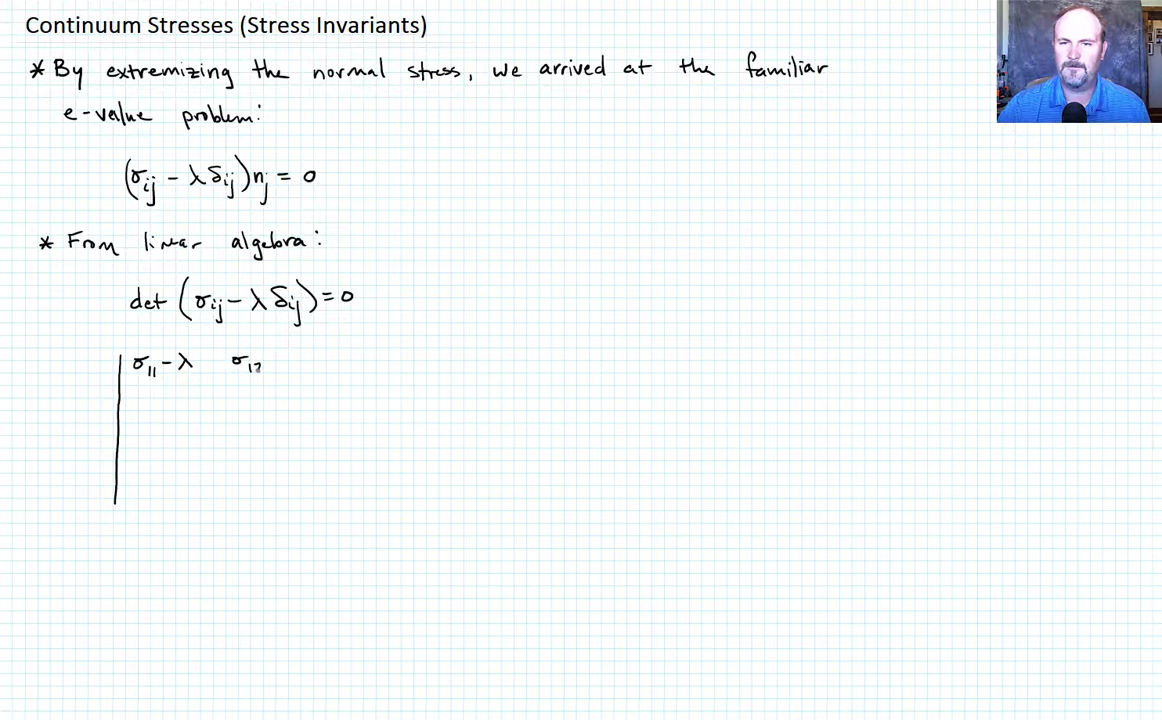 Continuum Stresses (Stress Invariants)
* By extremizing the normal stress, we arrived at the familiar
e-value problem:
(σij - λδij)nj = 0
* From linear algebra:
det (σij - λδij) = 0
| σ11 - λ σ12